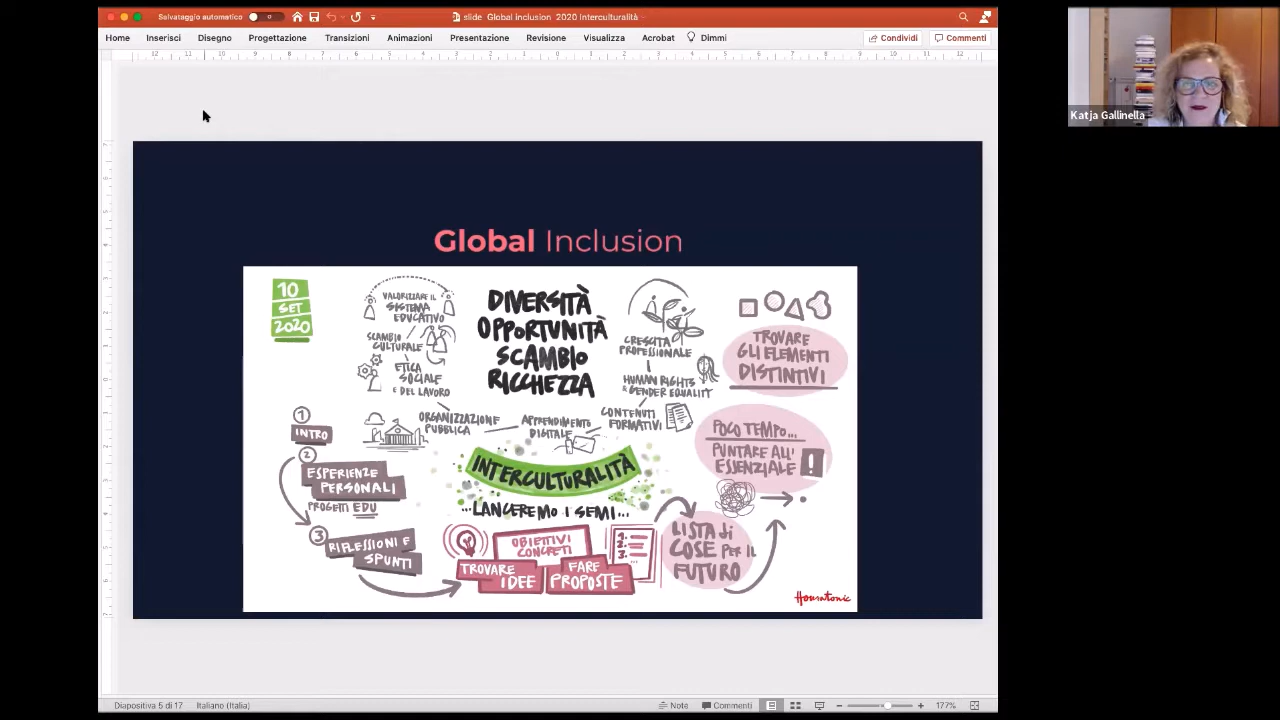 Salvataggio automatico
slide Global inclusion 2020 Interculturalità
Home Inserisci Disegno Progettazione Transizioni Animazioni Presentazione Revisione Visualizza Acrobat Dimmi
Condividi Commenti
Katja Gallinella
Global Inclusion
10
SET
2020
VALORIZZARE IL
SISTEMA
EDUCATIVO
SCAMBIO
CULTURALE
ETICA
SOCIALE
E DEL LAVORO
ORGANIZZAZIONE
PUBBLICA
DIVERSITÀ
OPPORTUNITÀ
SCAMBIO
RICCHEZZA
APPRENDIMENTO
DIGITALE
CRESCITA
PROFESSIONALE
HUMAN RIGHTS
& GENDER EQUALITY
CONTENUTI
FORMATIVI
TROVARE
GLI ELEMENTI
DISTINTIVI
POCO TEMPO...
PUNTARE ALL'
ESSENZIALE !
1
INTRO
2
ESPERIENZE
PERSONALI
PROGETTI EDU
3
RIFLESSIONI E
SPUNTI
INTERCULTURALITÀ
...LANCEREMO I SEMI...
OBIETTIVI
CONCRETI
TROVARE
IDEE
FARE
PROPOSTE
1.
2.
3.
LISTA di
COSE PER IL
FUTURO
Housatonic
Diapositiva 5 di 17 Italiano (Italia)
Note Commenti 177%